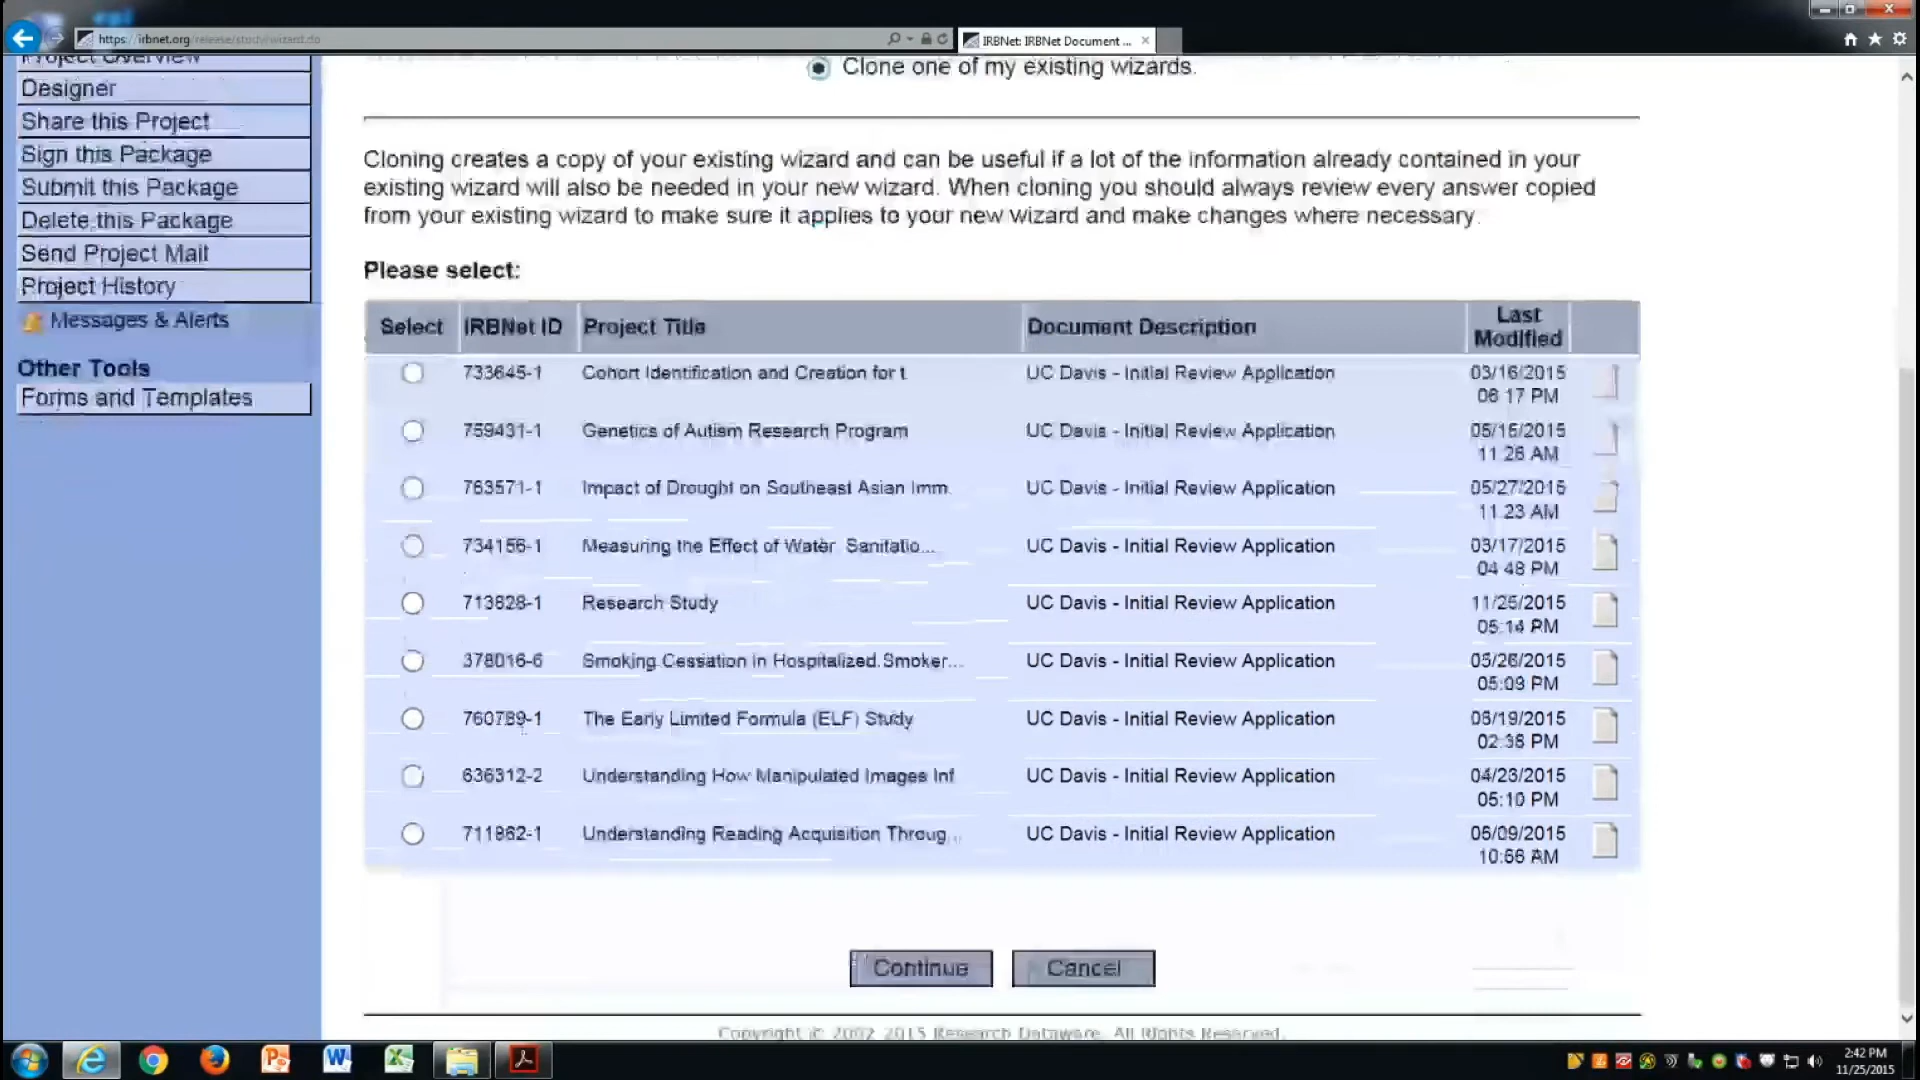 https://irbnet.org/release/study/wizard.do
IRBNet: IRBNet Document ...
Project Overview
Designer
Share this Project
Sign this Package
Submit this Package
Delete this Package
Send Project Mail
Project History
Messages & Alerts
Other Tools
Forms and Templates
Clone one of my existing wizards.
Cloning creates a copy of your existing wizard and can be useful if a lot of the information already contained in your
existing wizard will also be needed in your new wizard. When cloning you should always review every answer copied
from your existing wizard to make sure it applies to your new wizard and make changes where necessary.
Please select:
Select IRBNet ID Project Title Document Description Last Modified
733645-1 Cohort Identification and Creation for t UC Davis - Initial Review Application 03/16/2015 06:17 PM
759431-1 Genetics of Autism Research Program UC Davis - Initial Review Application 05/15/2015 11:26 AM
763571-1 Impact of Drought on Southeast Asian Imm UC Davis - Initial Review Application 05/27/2015 11:23 AM
734156-1 Measuring the Effect of Water Sanitatio... UC Davis - Initial Review Application 03/17/2015 04:48 PM
713828-1 Research Study UC Davis - Initial Review Application 11/25/2015 05:14 PM
378016-6 Smoking Cessation in Hospitalized Smoker... UC Davis - Initial Review Application 05:09 PM
760789-1 The Early Limited Formula (ELF) Study UC Davis - Initial Review Application 02:38 PM
636312-2 Understanding How Manipulated Images Inf UC Davis - Initial Review Application 04/23/2015 05:10 PM
711862-1 Understanding Reading Acquisition Throug... UC Davis - Initial Review Application
Continue
Cancel
Copyright © 2002-2015 Research Dataware. All Rights Reserved.
2:42 PM
11/25/2015